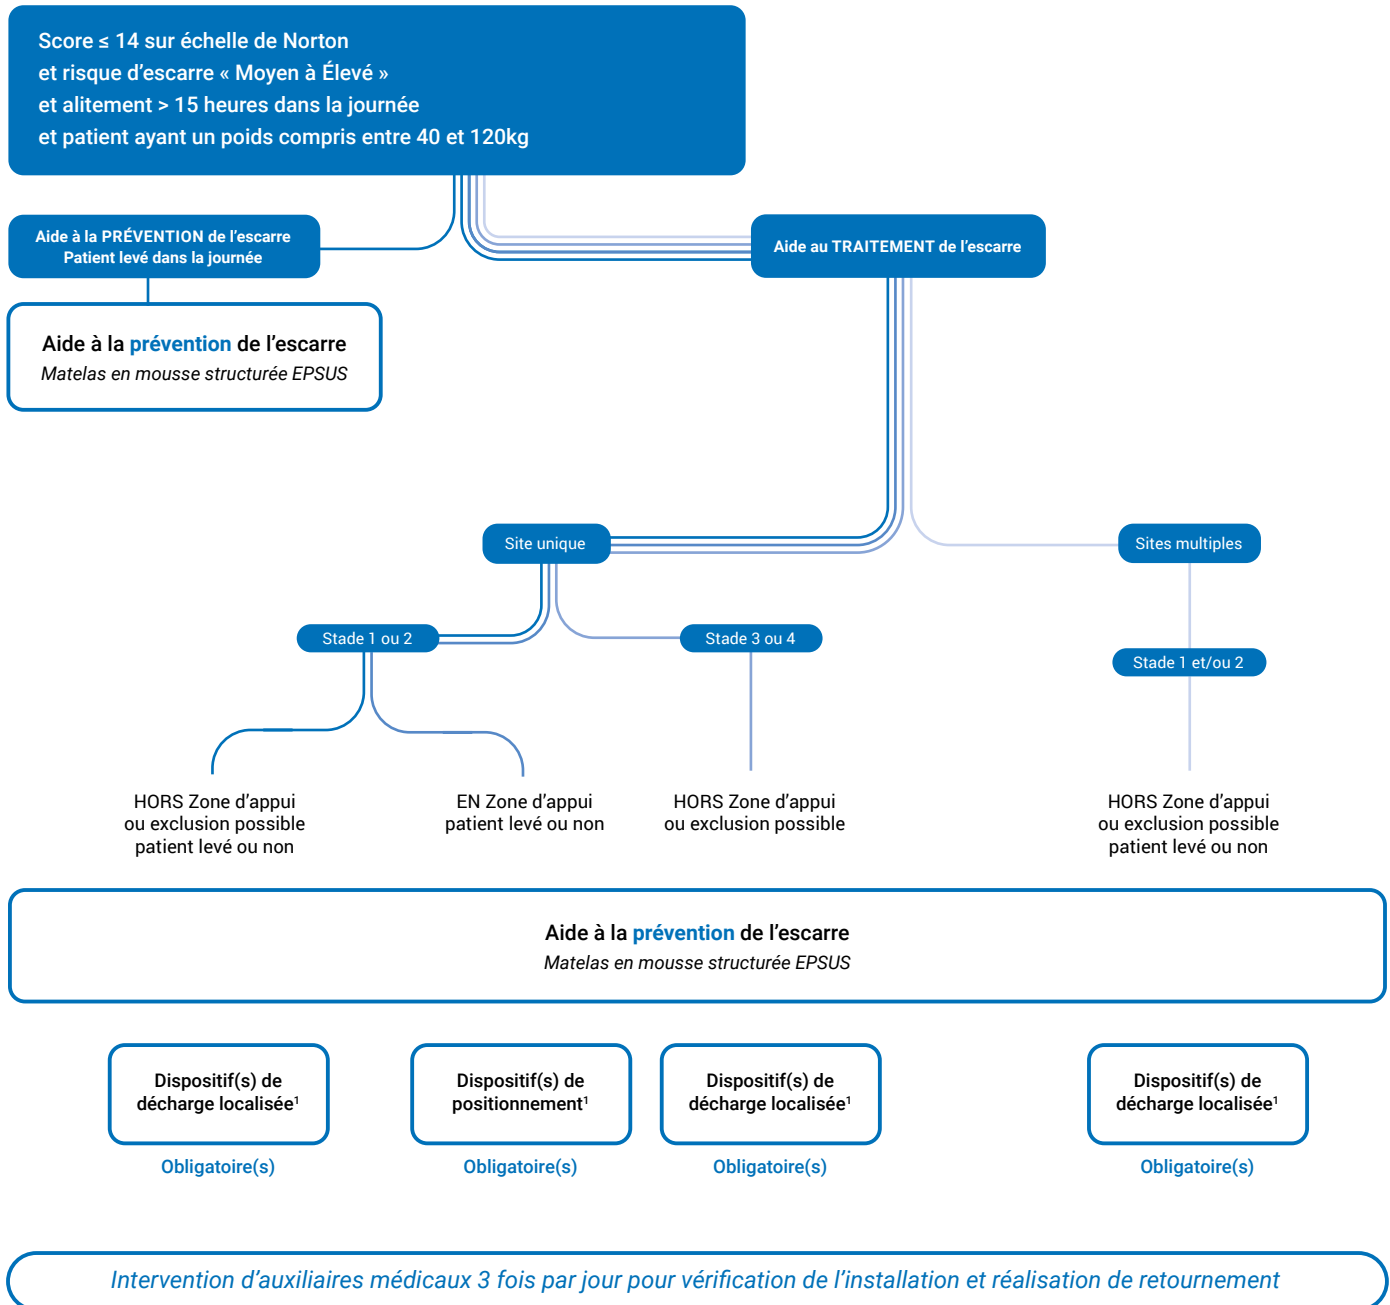 Score ≤ 14 sur échelle de Norton
et risque d’escarre « Moyen à Élevé »
et alitement > 15 heures dans la journée
et patient ayant un poids compris entre 40 et 120kg
Aide à la PRÉVENTION de l’escarre
Patient levé dans la journée
Aide au TRAITEMENT de l’escarre
Aide à la prévention de l’escarre
Matelas en mousse structurée EPSUS
Site unique
Sites multiples
Stade 1 ou 2
Stade 3 ou 4
Stade 1 et/ou 2
HORS Zone d’appui
ou exclusion possible
patient levé ou non
EN Zone d’appui
patient levé ou non
HORS Zone d’appui
ou exclusion possible
HORS Zone d’appui
ou exclusion possible
patient levé ou non
Aide à la prévention de l’escarre
Matelas en mousse structurée EPSUS
Dispositif(s) de
décharge localisée¹
Obligatoire(s)
Dispositif(s) de
positionnement¹
Obligatoire(s)
Dispositif(s) de
décharge localisée¹
Obligatoire(s)
Dispositif(s) de
décharge localisée¹
Obligatoire(s)
Intervention d’auxiliaires médicaux 3 fois par jour pour vérification de l’installation et réalisation de retournement